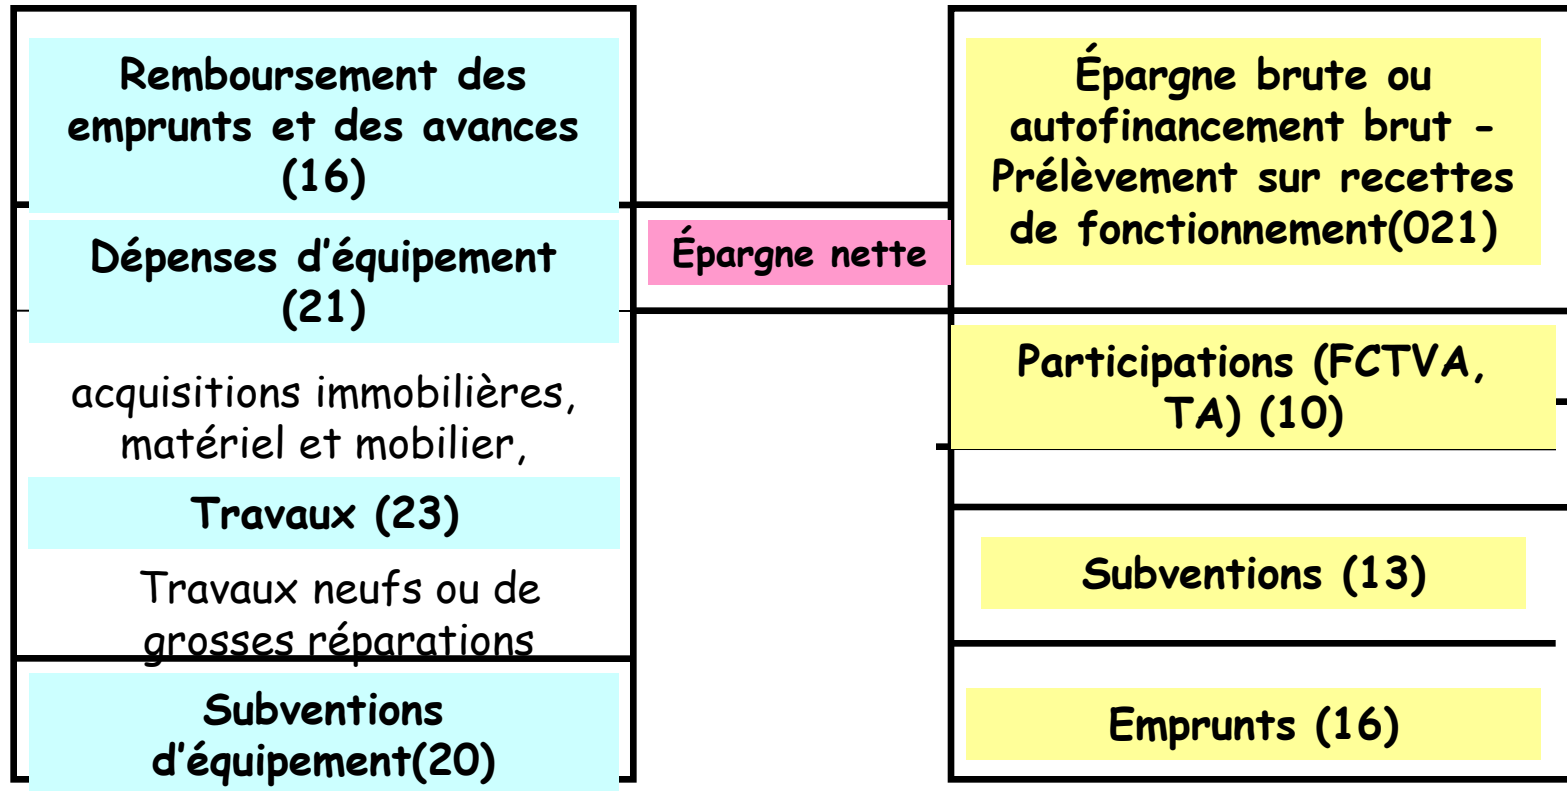 Remboursement des
emprunts et des avances
(16)
Dépenses d'équipement
(21)
acquisitions immobilières,
matériel et mobilier,
Travaux (23)
Travaux neufs ou de
grosses réparations
Subventions
d'équipement(20)
Épargne nette
Épargne brute ou
autofinancement brut -
Prélèvement sur recettes
de fonctionnement(021)
Participations (FCTVA,
TA) (10)
Subventions (13)
Emprunts (16)